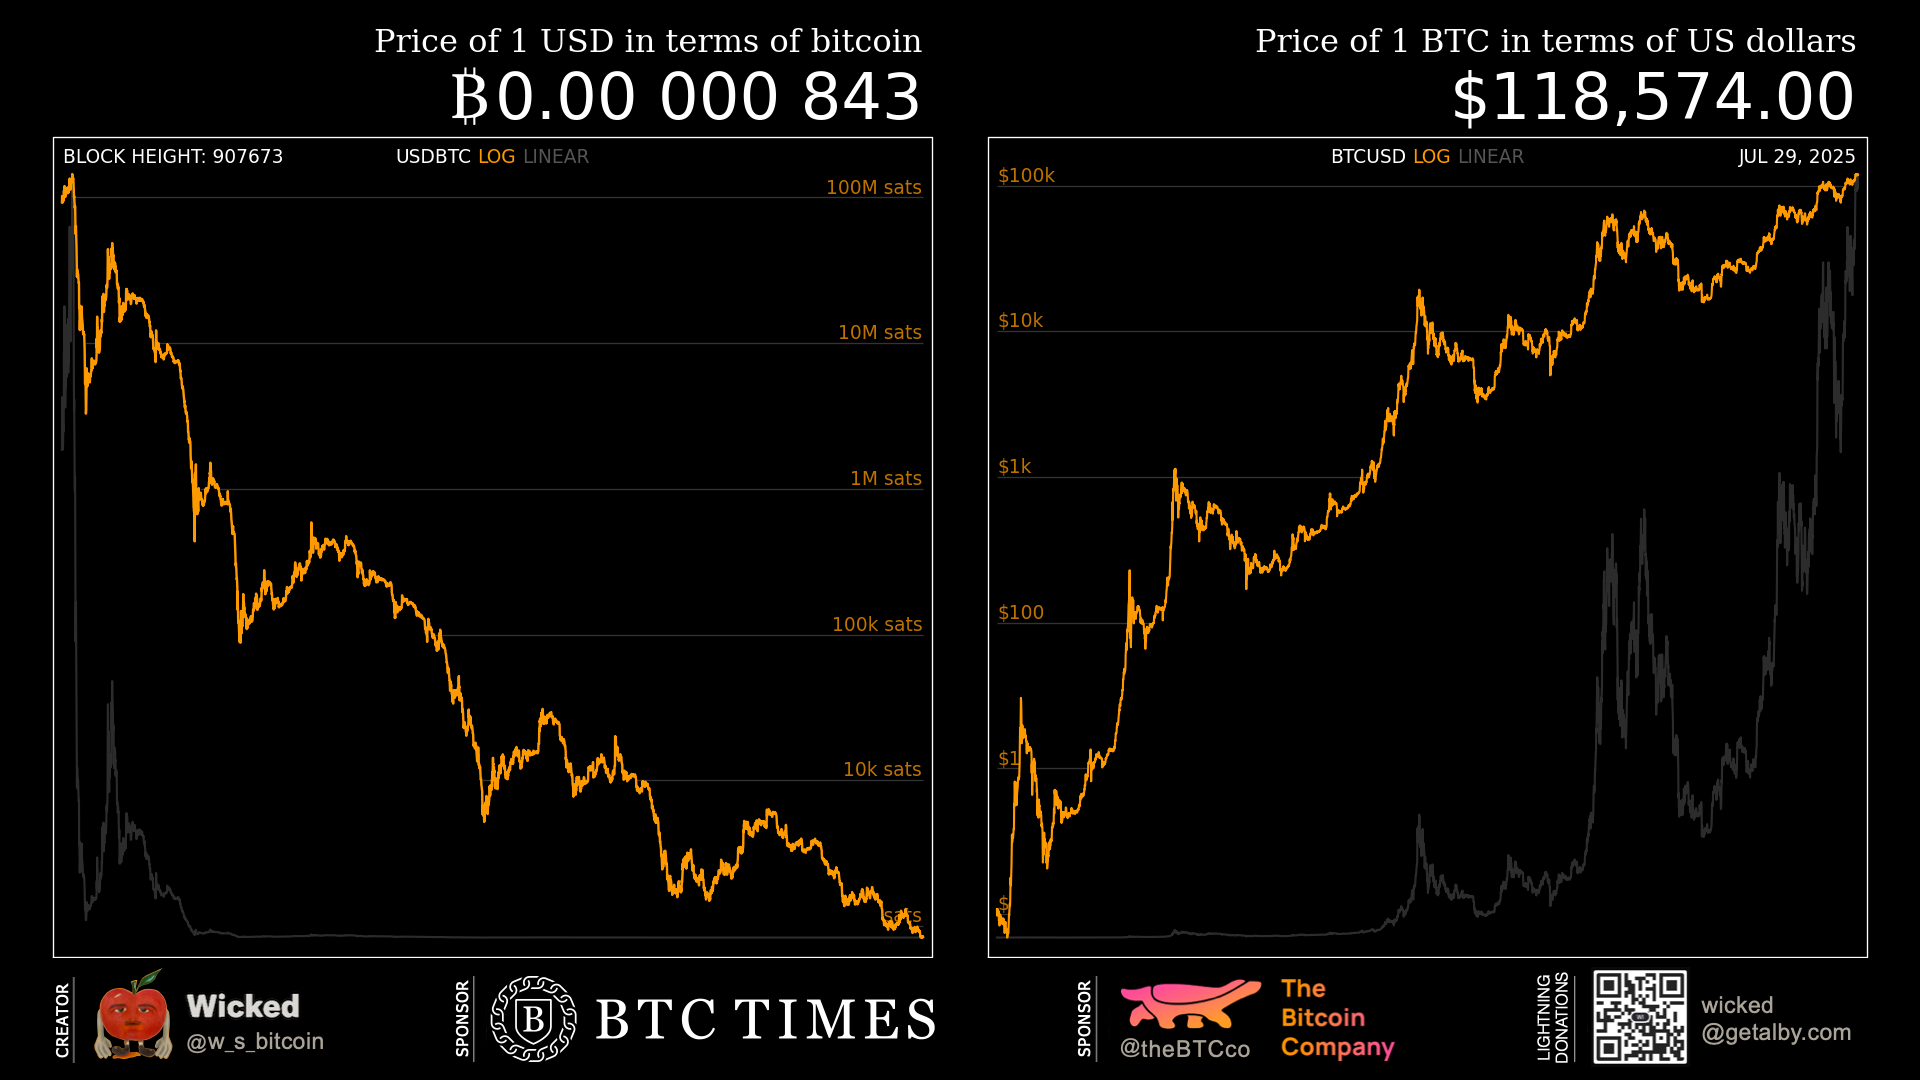 Price of 1 USD in terms of bitcoin
₿0.00 000 843
BLOCK HEIGHT: 907673
USDBTC LOG LINEAR
100M sats
10M sats
1M sats
100k sats
10k sats
sats
Price of 1 BTC in terms of US dollars
$118,574.00
BTCUSD LOG LINEAR
JUL 29, 2025
$100k
$10k
$1k
$100
$1
$
CREATOR
Wicked
@w_s_bitcoin
SPONSOR
B
BTC TIMES
SPONSOR
@theBTCco
The
Bitcoin
Company
LIGHTNING
DONATIONS
wicked
@getalby.com